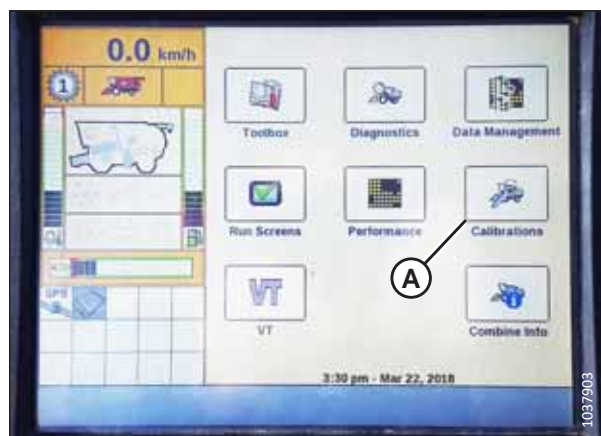 0.0 km/h
1
Toolbox
Diagnostics
Data Management
Run Screens
Performance
Calibrations
A
GPS
VT
VT
Combine Info
3:30 pm - Mar 22, 2018
1037903